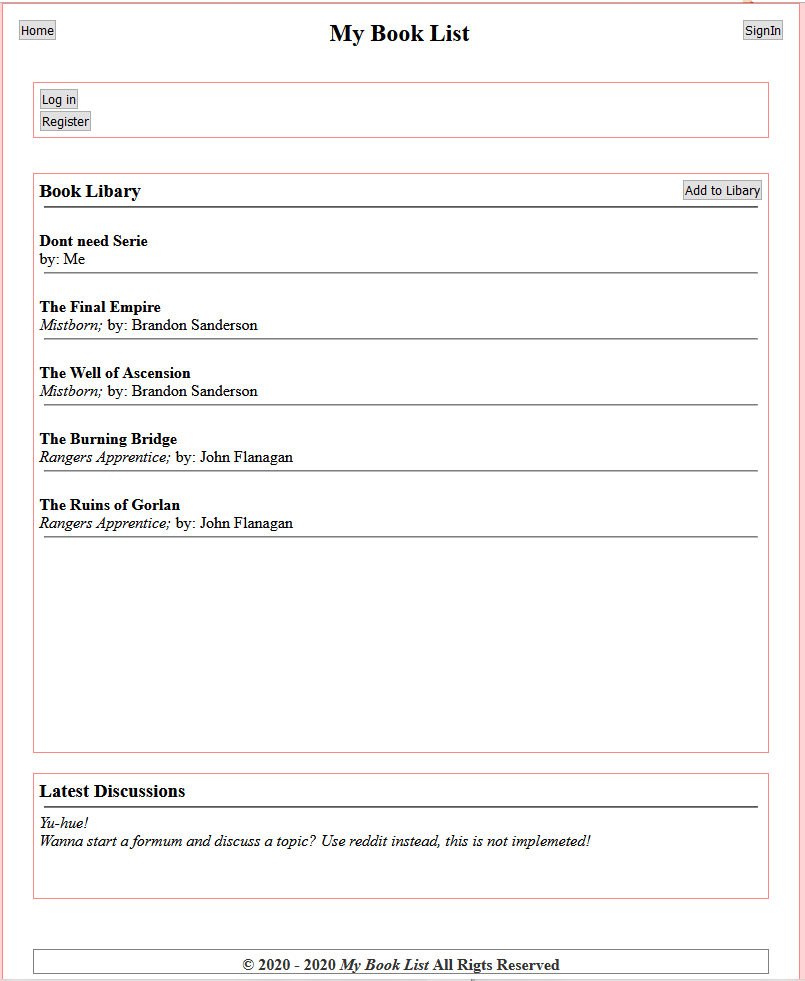 Home
My Book List
SignIn
Log in
Register
Book Libary
Add to Libary
Dont need Serie
by: Me
The Final Empire
Mistborn; by: Brandon Sanderson
The Well of Ascension
Mistborn; by: Brandon Sanderson
The Burning Bridge
Rangers Apprentice; by: John Flanagan
The Ruins of Gorlan
Rangers Apprentice; by: John Flanagan
Latest Discussions
Yu-hue!
Wanna start a formum and discuss a topic? Use reddit instead, this is not implemeted!
© 2020 - 2020 My Book List All Rigts Reserved